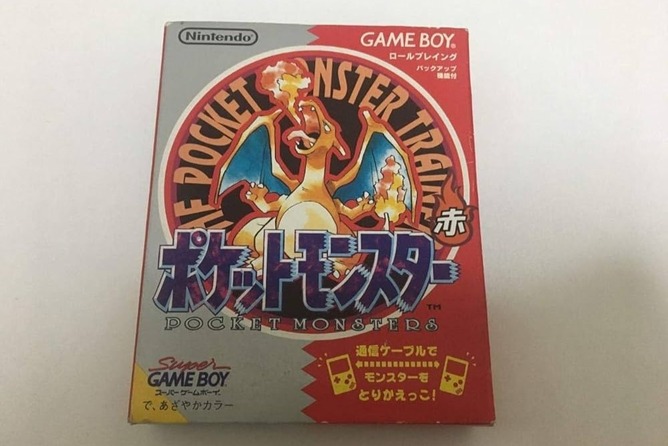 Nintendo
GAME BOY
ロールプレイング
バックアップ
機能付
THE POCKET MONSTER TRAINER
赤
ポケットモンスター
TM
POCKET MONSTERS
Super
GAME BOY
スーパーゲームボーイ
で、あざやかカラー
通信ケーブルで
モンスターを
とりかえっこ!